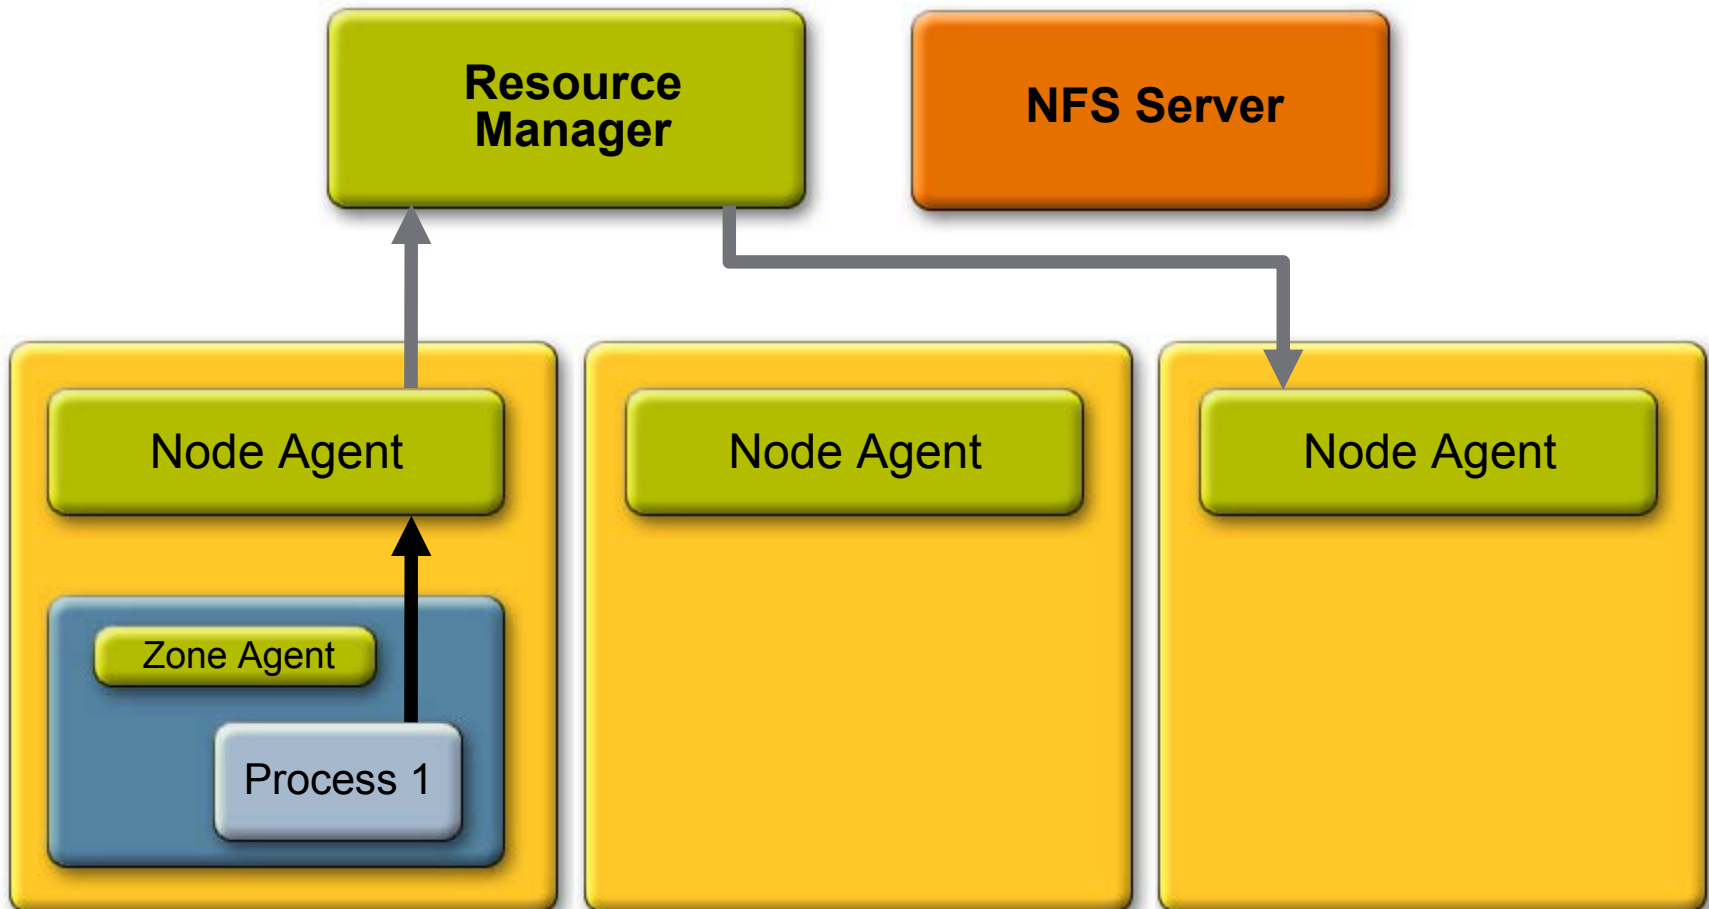 Resource
Manager
NFS Server
Node Agent
Node Agent
Node Agent
Zone Agent
Process 1